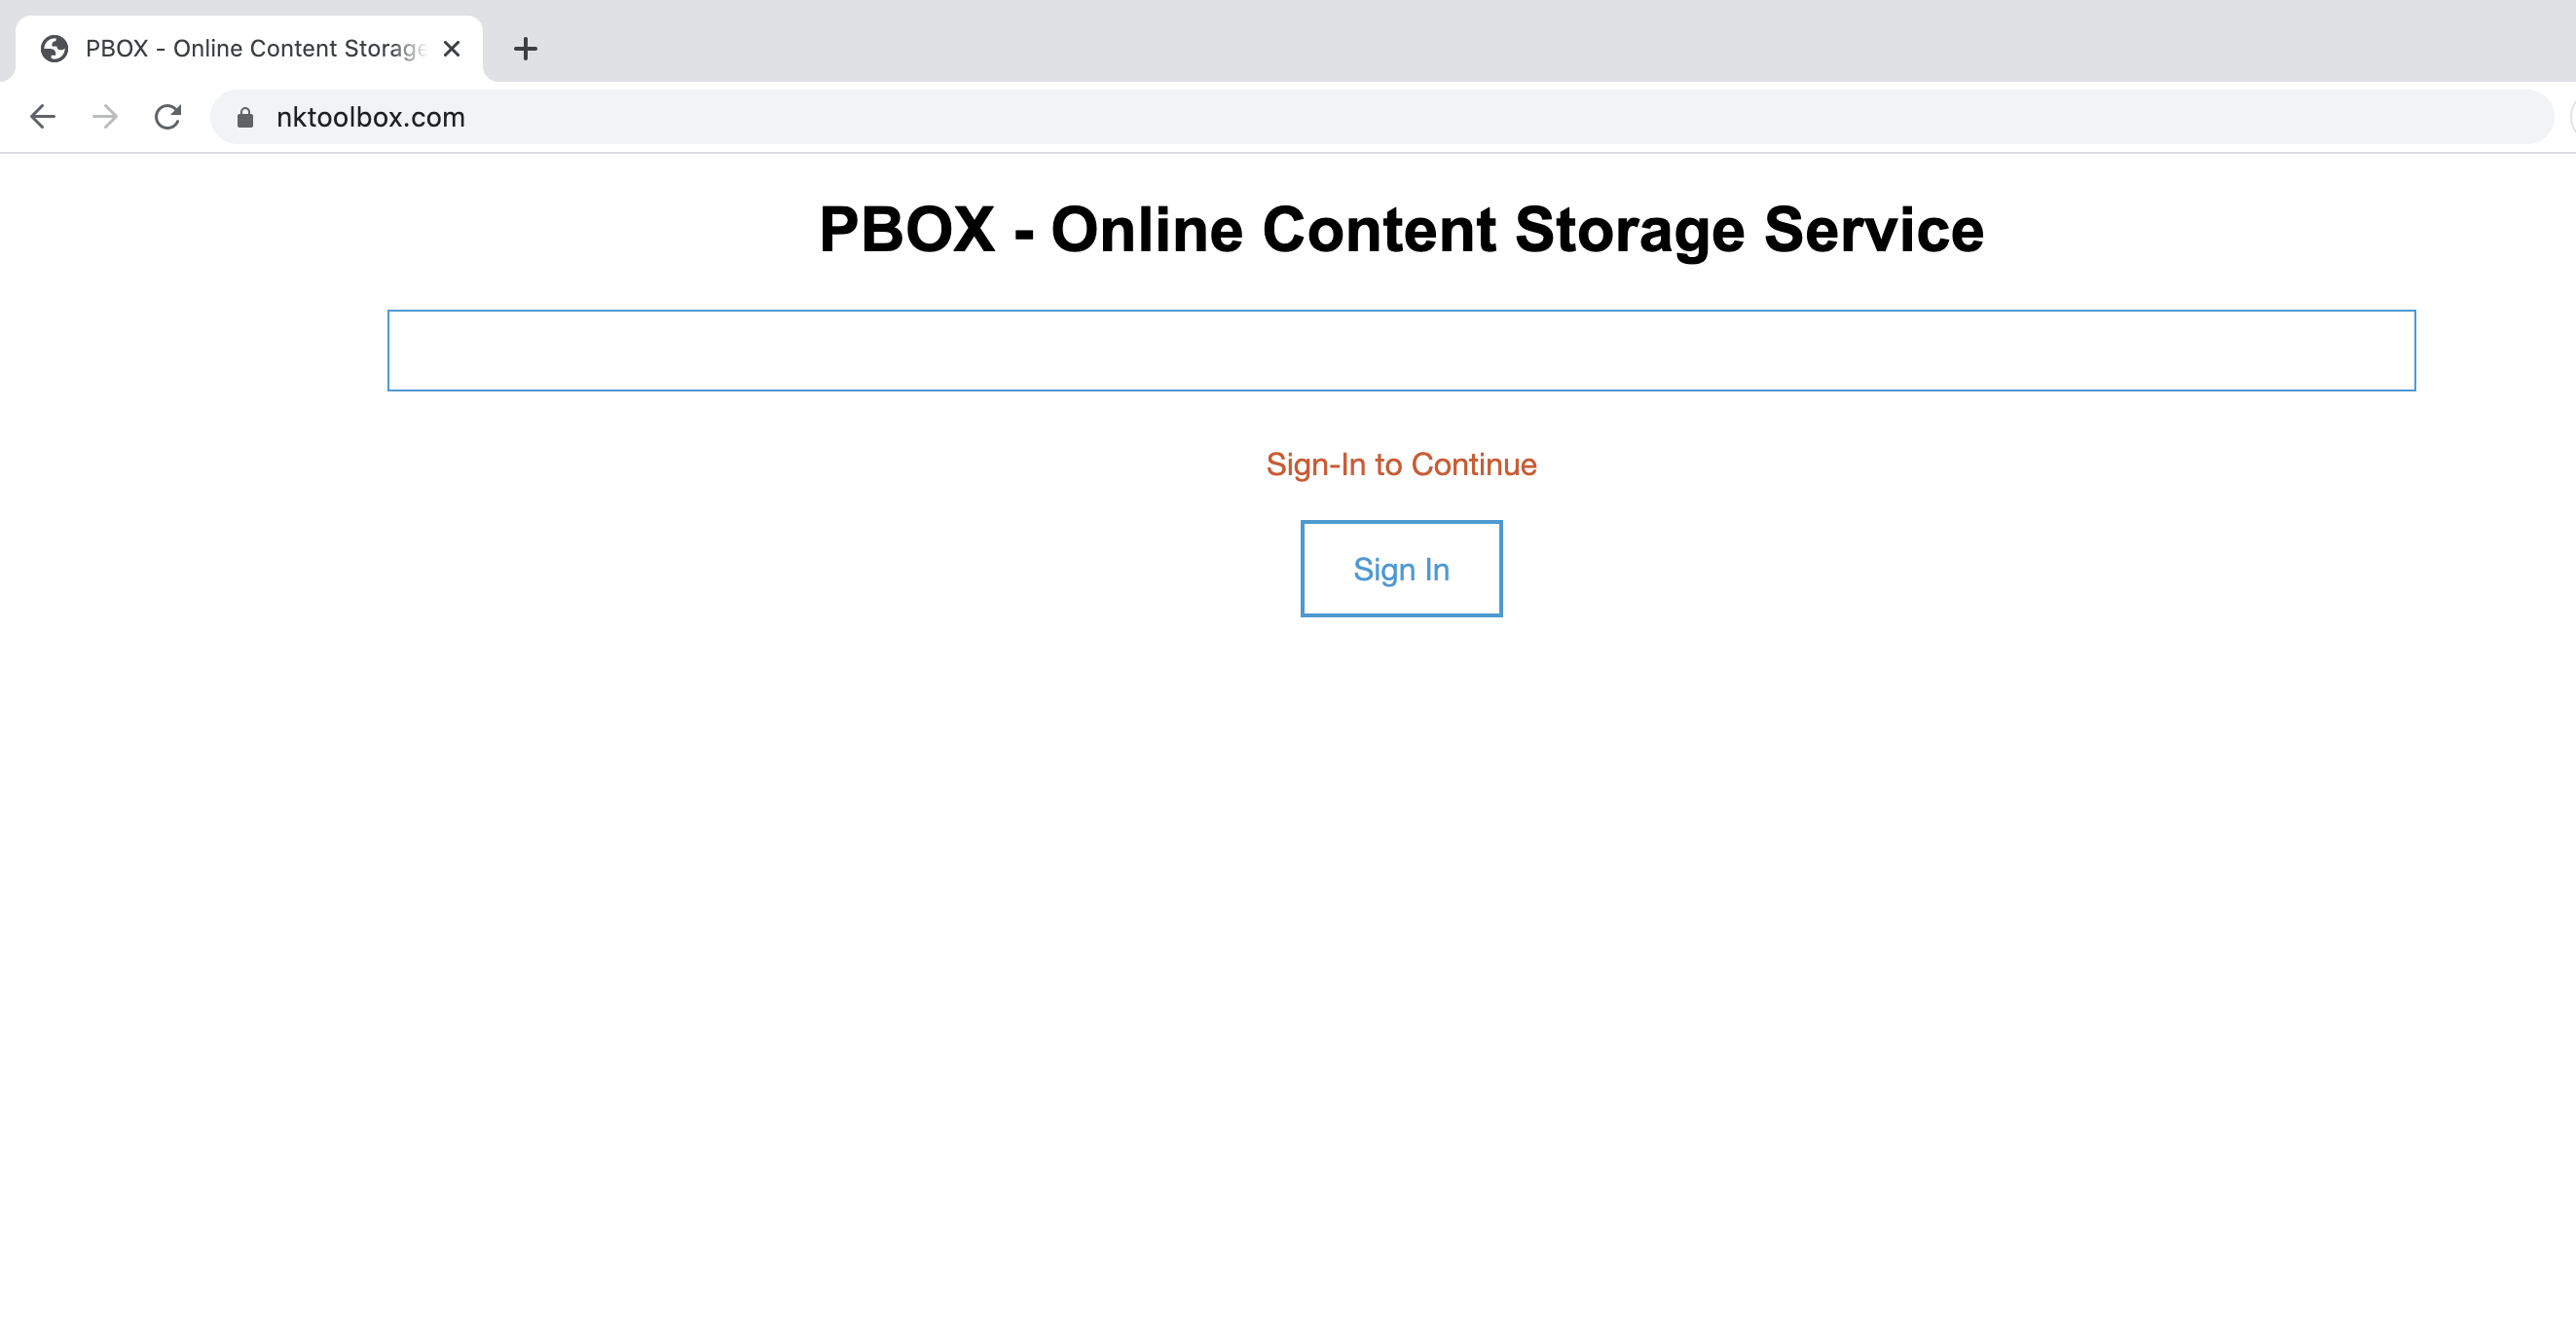 PBOX - Online Content Storage
nktoolbox.com
PBOX - Online Content Storage Service
Sign-In to Continue
Sign In